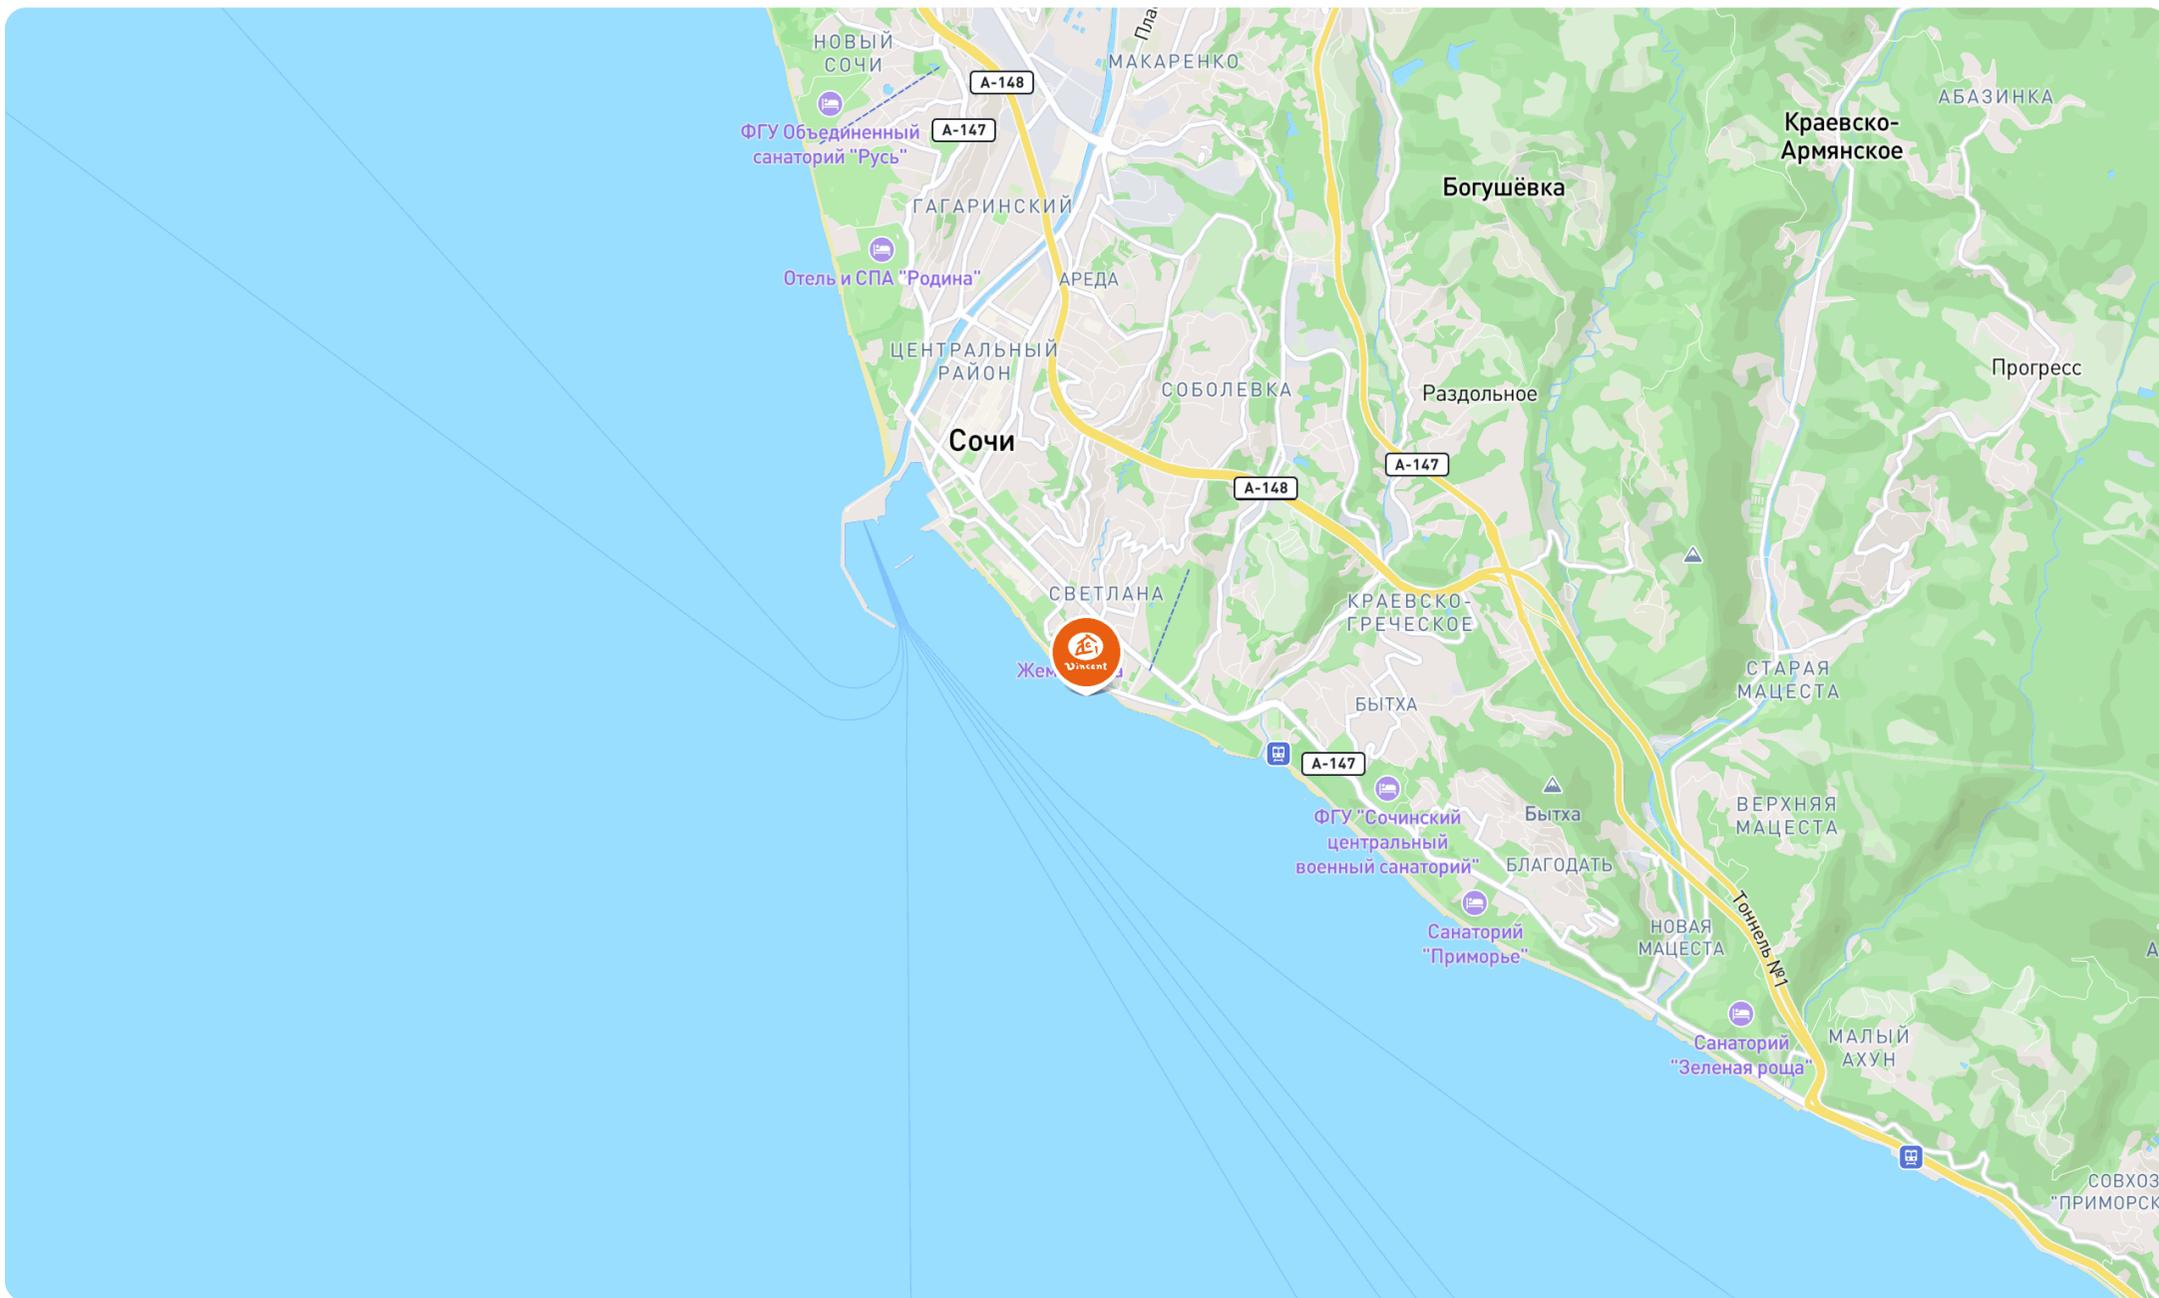 НОВЫЙ
СОЧИ
Пла
МАКАРЕНКО
А-148
АБАЗИНКА
ФГУ Объединенный
санаторий "Русь"
А-147
Краевско-
Армянское
Богушёвка
ГАГАРИНСКИЙ
Отель и СПА "Родина"
АРЕДА
ЦЕНТРАЛЬНЫЙ
РАЙОН
СОБОЛЕВКА
Раздольное
Прогресс
Сочи
А-147
А-148
СВЕТЛАНА
КРАЕВСКО-
ГРЕЧЕСКОЕ
Vincent
Жем
а
СТАРАЯ
МАЦЕСТА
БЫТХА
А-147
ФГУ "Сочинский
центральный
военный санаторий"
Бытха
ВЕРХНЯЯ
МАЦЕСТА
БЛАГОДАТЬ
Санаторий
"Приморье"
НОВАЯ
МАЦЕСТА
Тоннель №1
А
Санаторий
"Зеленая роща"
МАЛЫЙ
АХУН
СОВХОЗ
"ПРИМОРСК